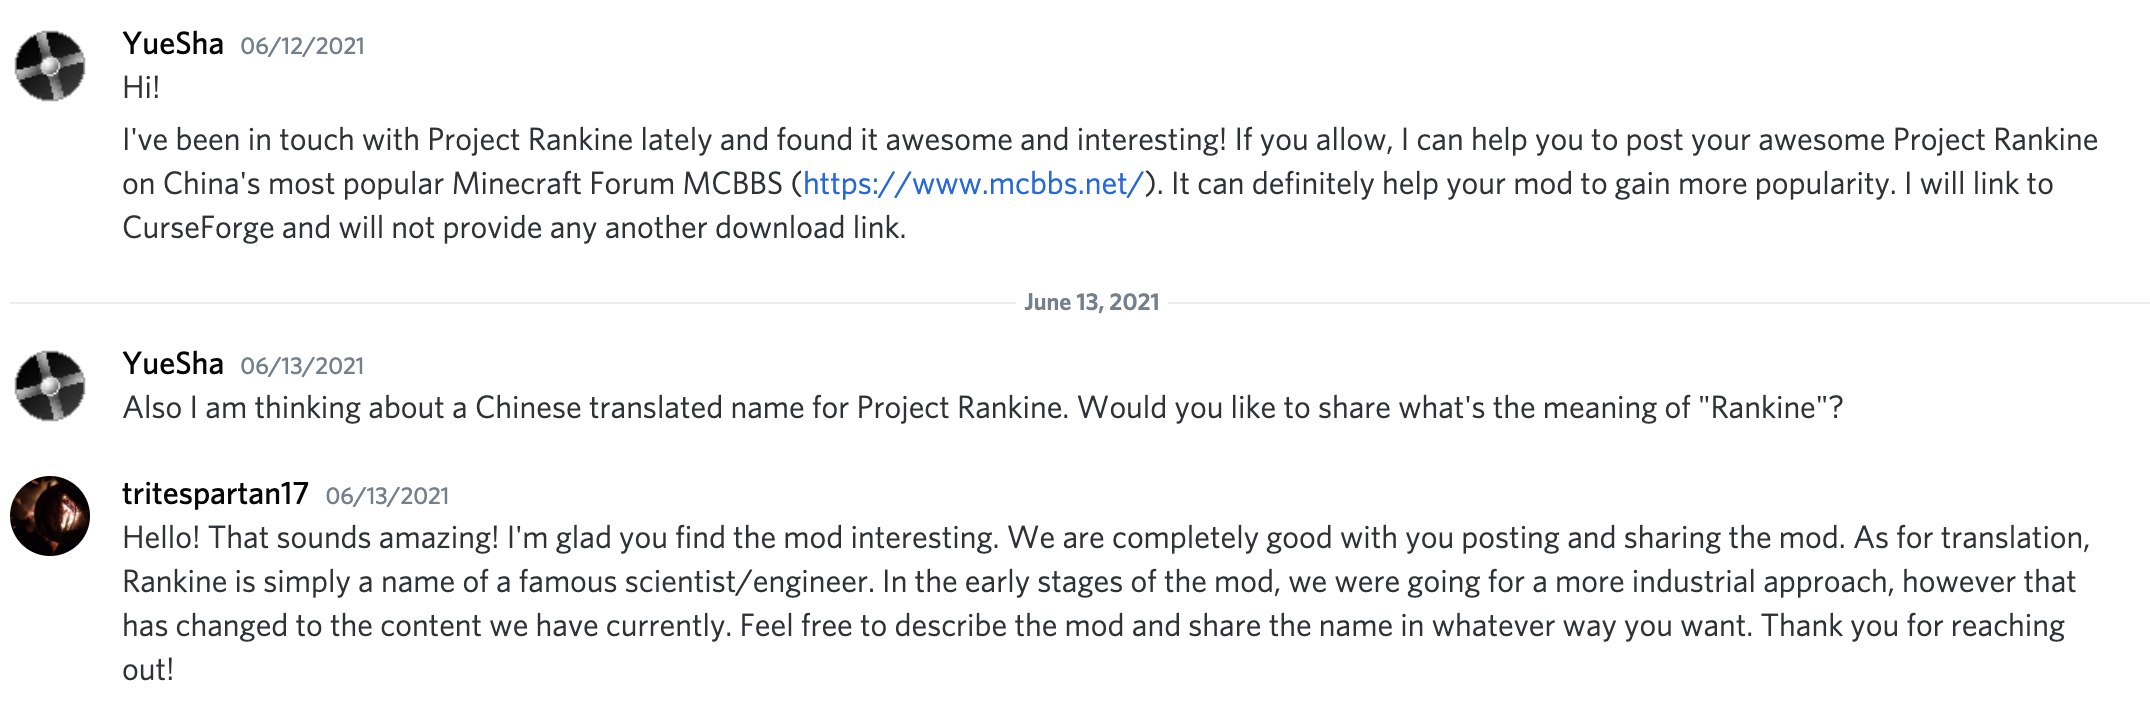 YueSha 06/12/2021
Hi!
I've been in touch with Project Rankine lately and found it awesome and interesting! If you allow, I can help you to post your awesome Project Rankine
on China's most popular Minecraft Forum MCBBS (https://www.mcbbs.net/). It can definitely help your mod to gain more popularity. I will link to
CurseForge and will not provide any another download link.
June 13, 2021
YueSha 06/13/2021
Also I am thinking about a Chinese translated name for Project Rankine. Would you like to share what's the meaning of "Rankine"?
tritespartan17 06/13/2021
Hello! That sounds amazing! I'm glad you find the mod interesting. We are completely good with you posting and sharing the mod. As for translation,
Rankine is simply a name of a famous scientist/engineer. In the early stages of the mod, we were going for a more industrial approach, however that
has changed to the content we have currently. Feel free to describe the mod and share the name in whatever way you want. Thank you for reaching
out!